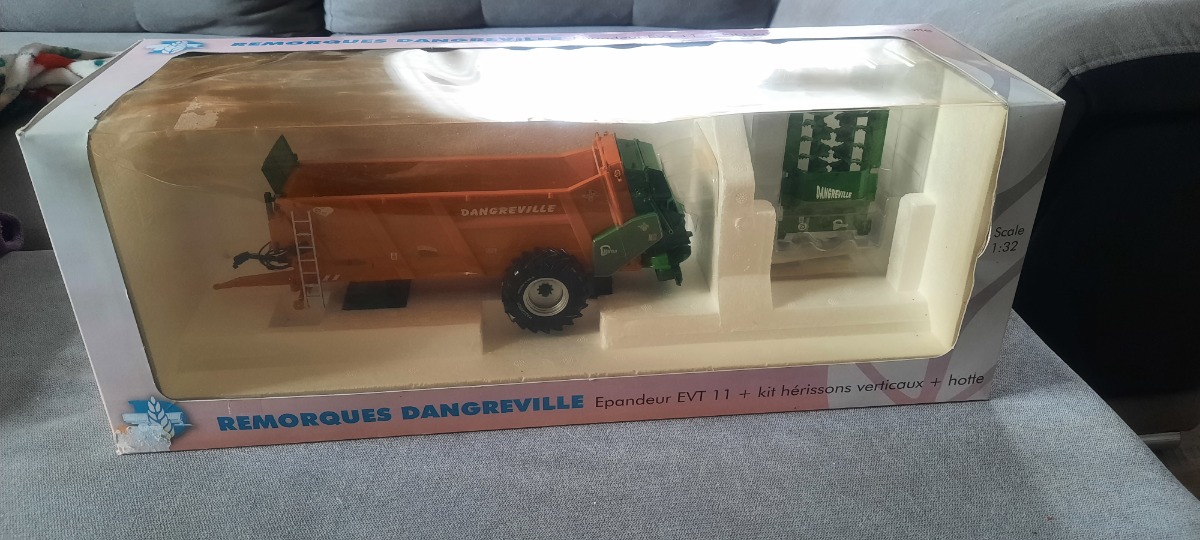 REMORQUES DANGREVILLE
DANGREVILLE
DANGREVILLE
Scale
1:32
REMORQUES DANGREVILLE Epandeur EVT 11 + kit hérissons verticaux + hotte